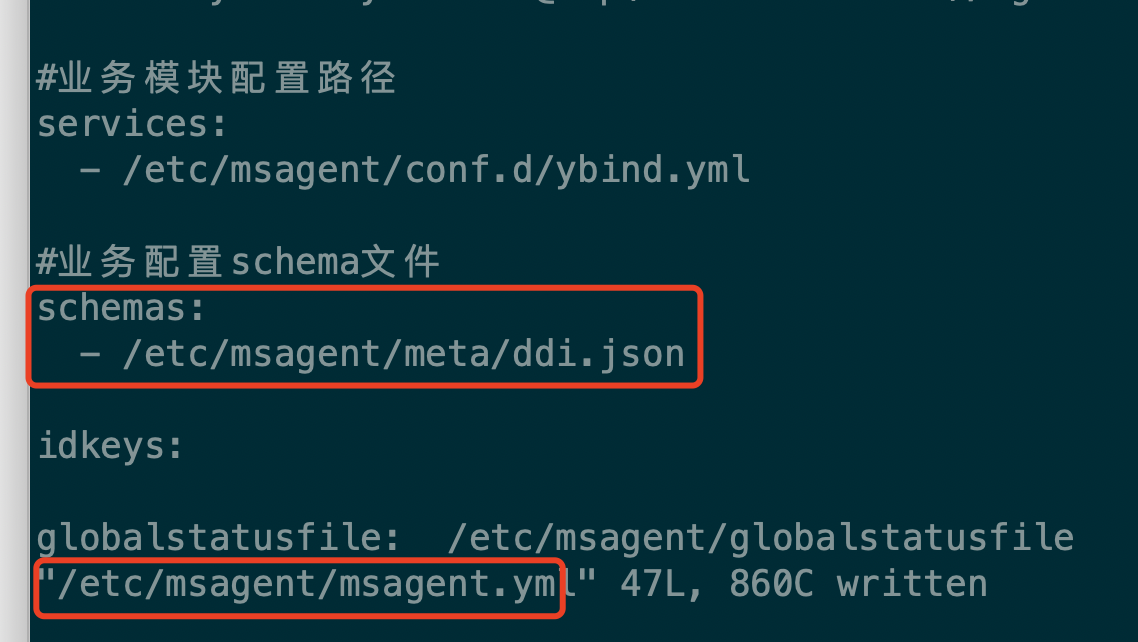 #业务模块配置路径
services:
  - /etc/msagent/conf.d/ybind.yml
#业务配置schema文件
schemas:
  - /etc/msagent/meta/ddi.json
idkeys:
globalstatusfile:  /etc/msagent/globalstatusfile
"/etc/msagent/msagent.yml" 47L, 860C written